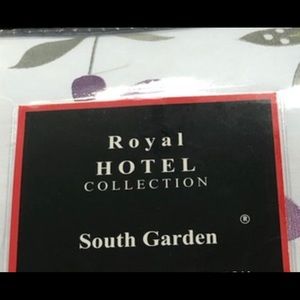 Royal
HOTEL
COLLECTION
®
South Garden